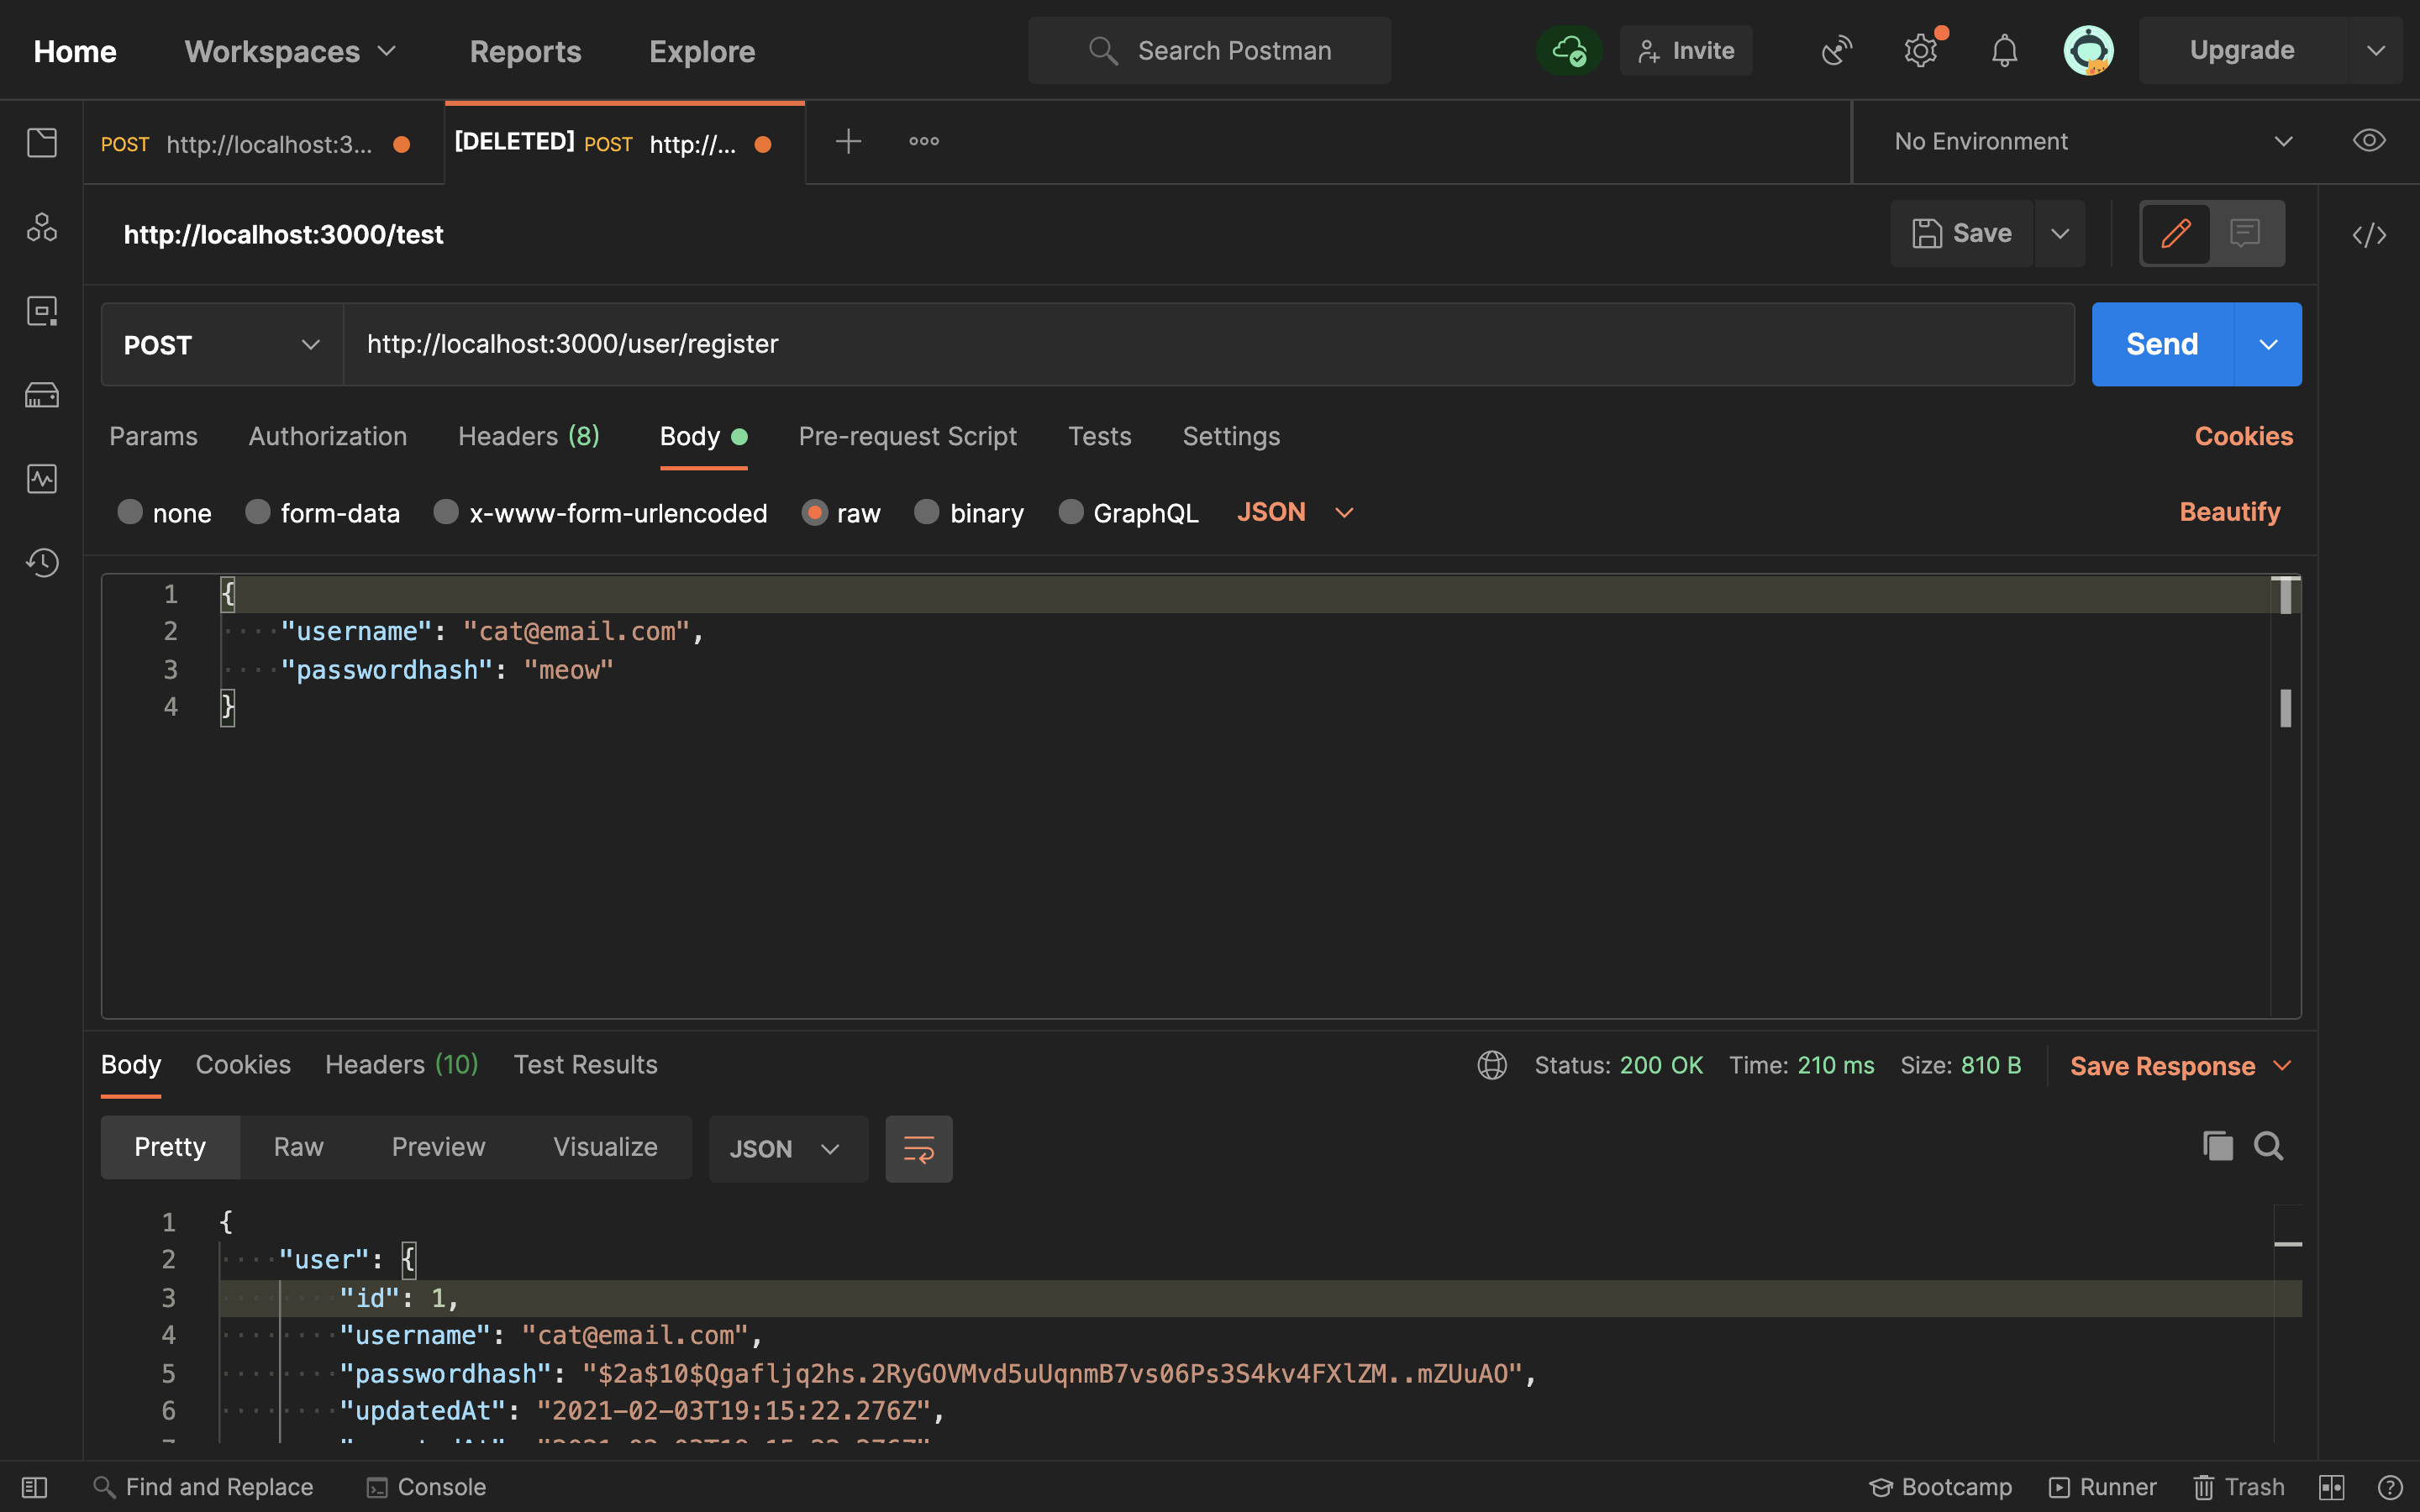 Home Workspaces Reports Explore Search Postman Invite Upgrade
POST http://localhost:3... [DELETED] POST http://... No Environment
http://localhost:3000/test Save
POST http://localhost:3000/user/register Send
Params Authorization Headers (8) Body Pre-request Script Tests Settings Cookies
none form-data x-www-form-urlencoded raw binary GraphQL JSON Beautify
1 {
2 "username": "cat@email.com",
3 "passwordhash": "meow"
4 }
Body Cookies Headers (10) Test Results Status: 200 OK Time: 210 ms Size: 810 B Save Response
Pretty Raw Preview Visualize JSON
1 {
2 "user": {
3 "id": 1,
4 "username": "cat@email.com",
5 "passwordhash": "$2a$10$Qgafljq2hs.2RyGOVMvd5uUqnmB7vs06Ps3S4kv4FXlZM..mZUuAO",
6 "updatedAt": "2021-02-03T19:15:22.276Z",
Find and Replace Console Bootcamp Runner Trash